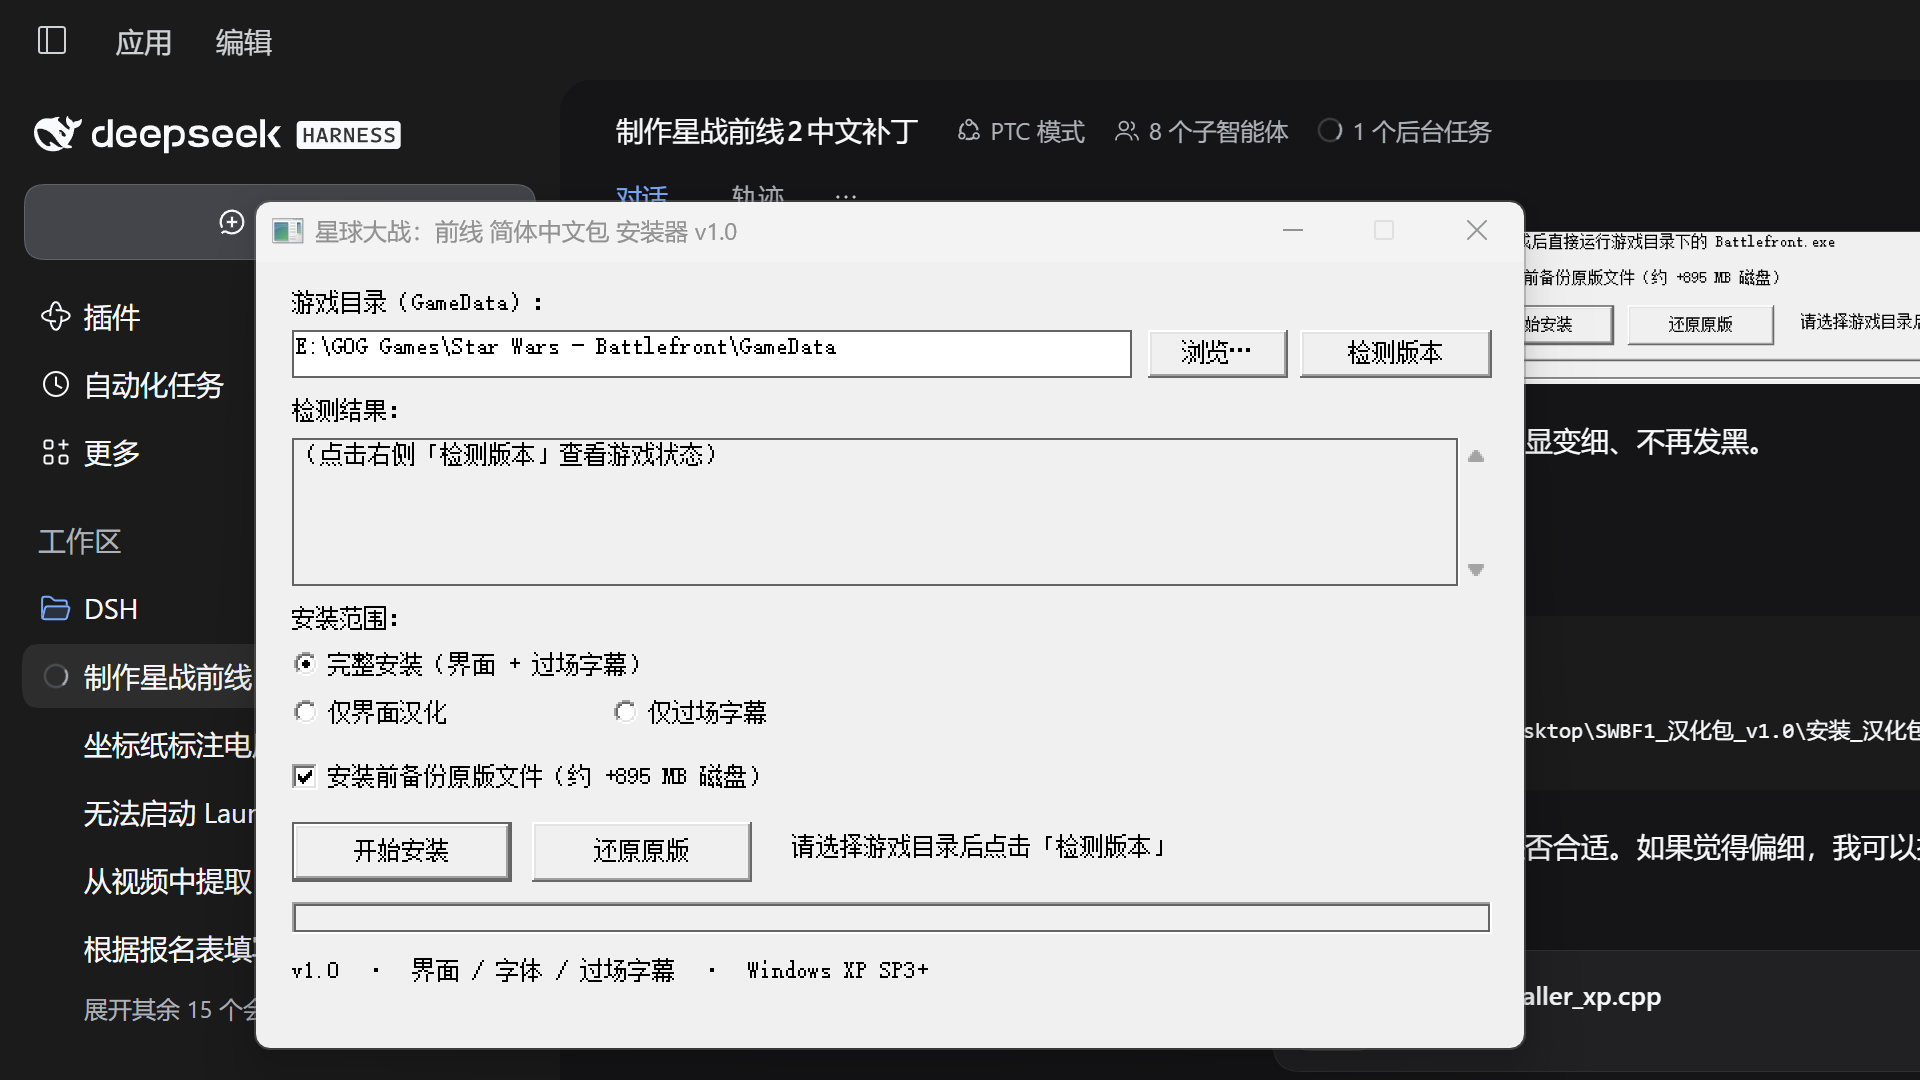 应用 编辑
deepseek HARNESS
制作星战前线2中文补丁 PTC 模式 8 个子智能体 1 个后台任务
对话 轨迹 ...
插件
自动化任务
更多
工作区
DSH
制作星战前线
坐标纸标注电
无法启动 Laun
从视频中提取
根据报名表填
展开其余 15 个会
星球大战：前线 简体中文包 安装器 v1.0
游戏目录（GameData）：
E:\GOG Games\Star Wars - Battlefront\GameData
浏览… 检测版本
检测结果：
（点击右侧「检测版本」查看游戏状态）
安装范围：
完整安装（界面 + 过场字幕）
仅界面汉化 仅过场字幕
安装前备份原版文件（约 +895 MB 磁盘）
开始安装 还原原版 请选择游戏目录后点击「检测版本」
v1.0 · 界面 / 字体 / 过场字幕 · Windows XP SP3+
后直接运行游戏目录下的 Battlefront.exe
前备份原版文件（约 +895 MB 磁盘）
始安装 还原原版 请选择游戏目录后
显变细、不再发黑。
sktop\SWBF1_汉化包_v1.0\安装_汉化包
否合适。如果觉得偏细，我可以
aller_xp.cpp